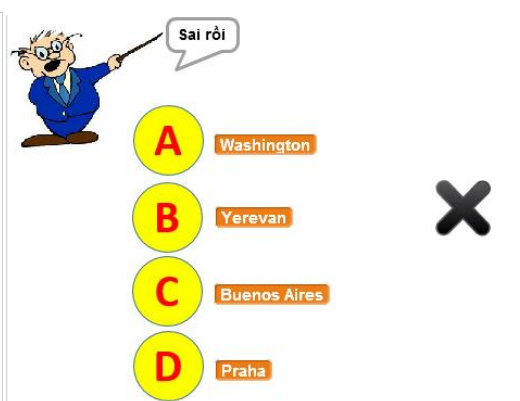 Sai rồi
A Washington
B Yerevan
C Buenos Aires
D Praha